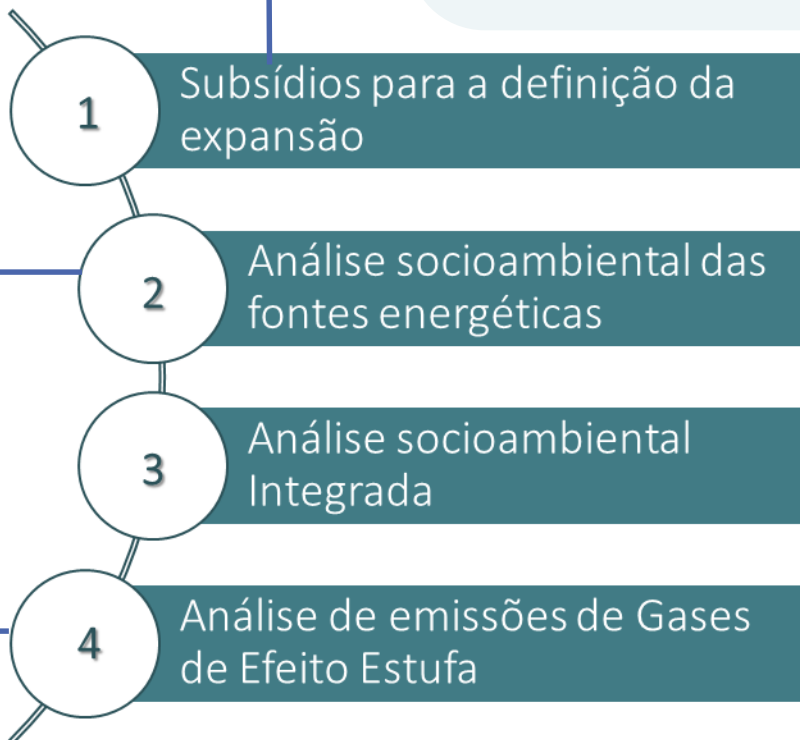 1
Subsídios para a definição da
expansão
2
Análise socioambiental das
fontes energéticas
3
Análise socioambiental
Integrada
4
Análise de emissões de Gases
de Efeito Estufa